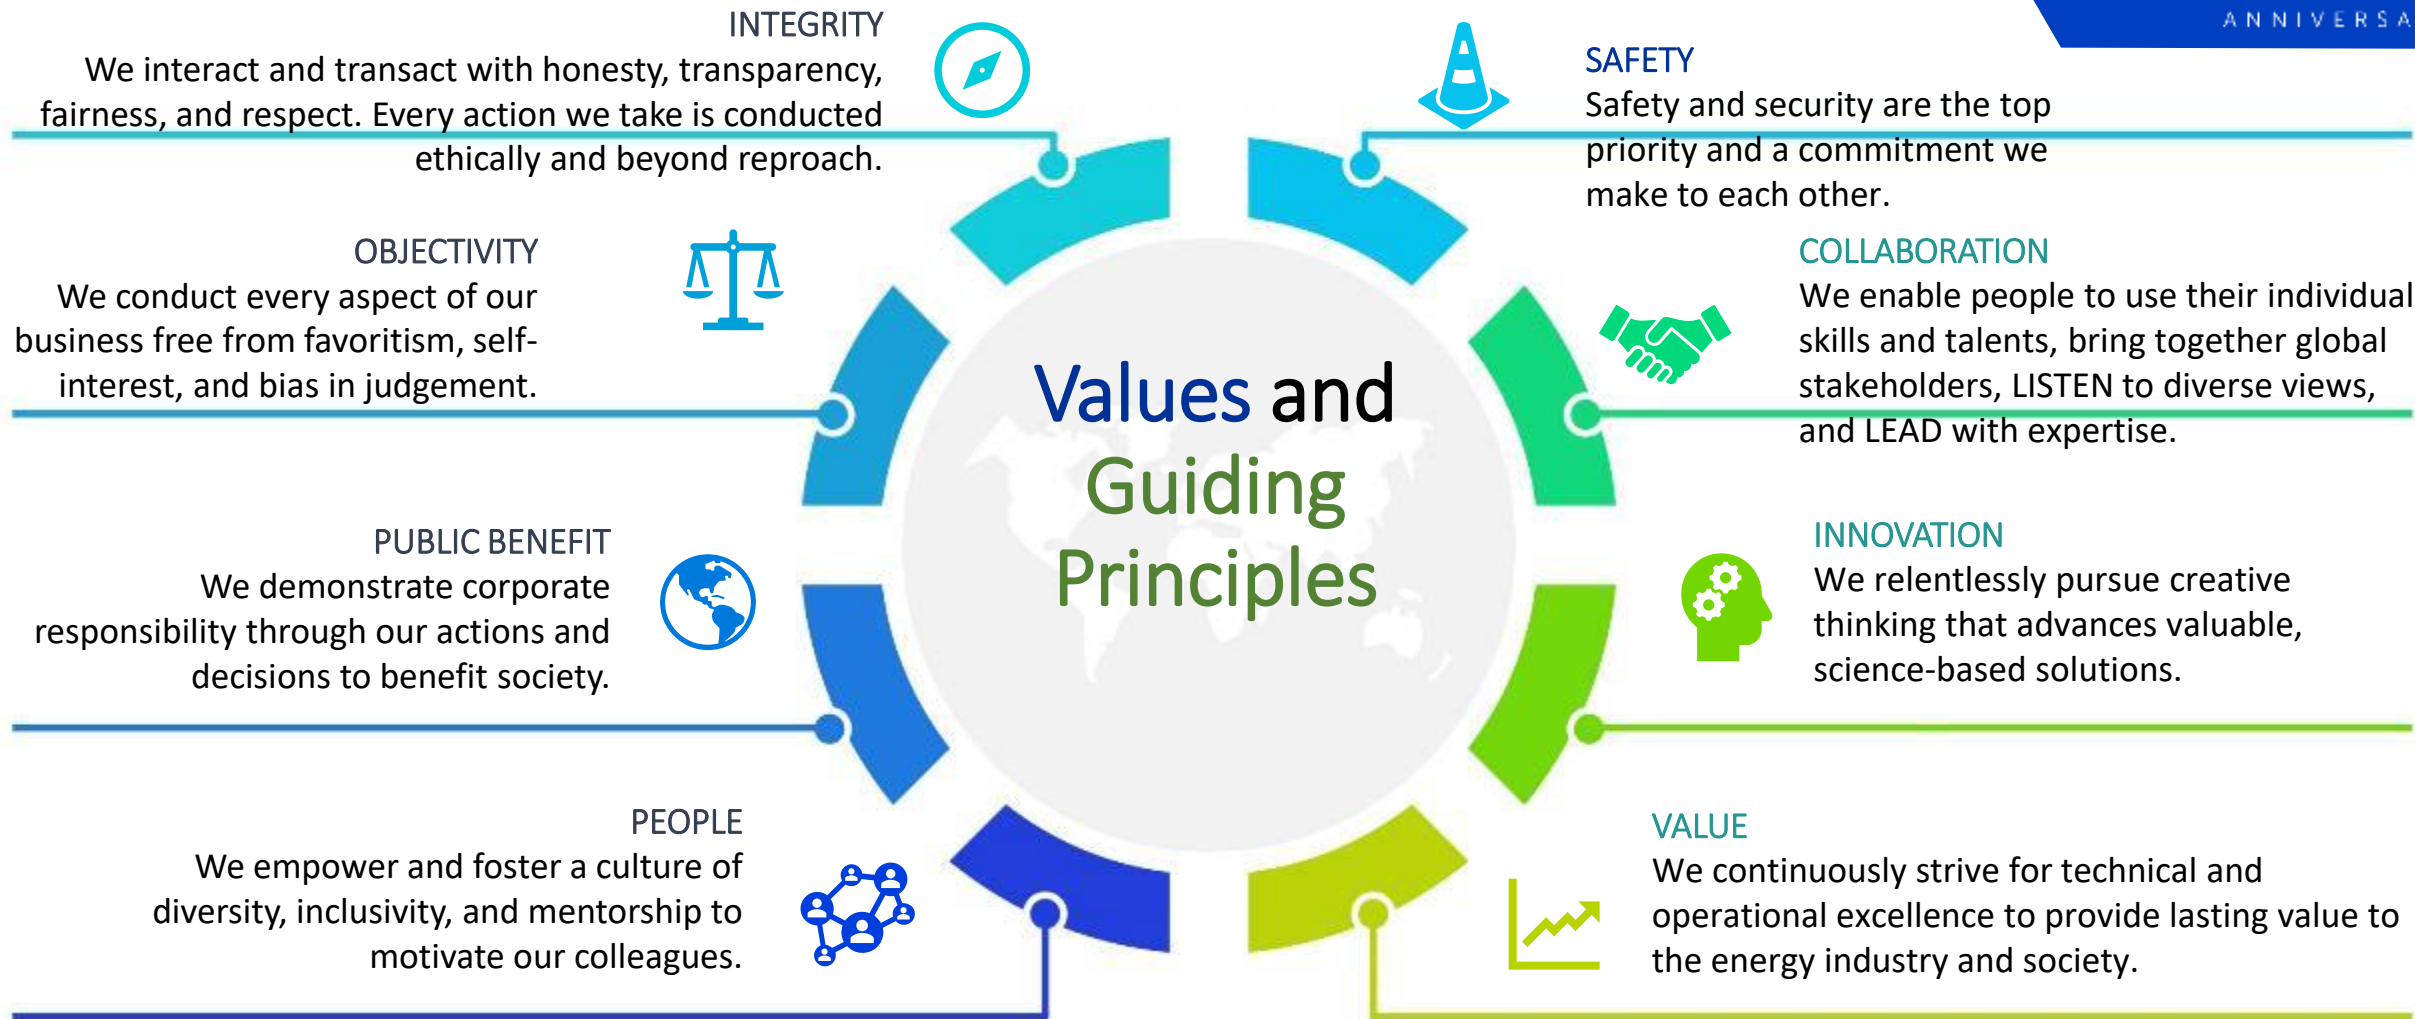 ANNIVERSA
INTEGRITY
We interact and transact with honesty, transparency,
fairness, and respect. Every action we take is conducted
ethically and beyond reproach.
OBJECTIVITY
We conduct every aspect of our
business free from favoritism, self-
interest, and bias in judgement.
PUBLIC BENEFIT
We demonstrate corporate
responsibility through our actions and
decisions to benefit society.
PEOPLE
We empower and foster a culture of
diversity, inclusivity, and mentorship to
motivate our colleagues.
Values and
Guiding
Principles
SAFETY
Safety and security are the top
priority and a commitment we
make to each other.
COLLABORATION
We enable people to use their individual
skills and talents, bring together global
stakeholders, LISTEN to diverse views,
and LEAD with expertise.
INNOVATION
We relentlessly pursue creative
thinking that advances valuable,
science-based solutions.
VALUE
We continuously strive for technical and
operational excellence to provide lasting value to
the energy industry and society.